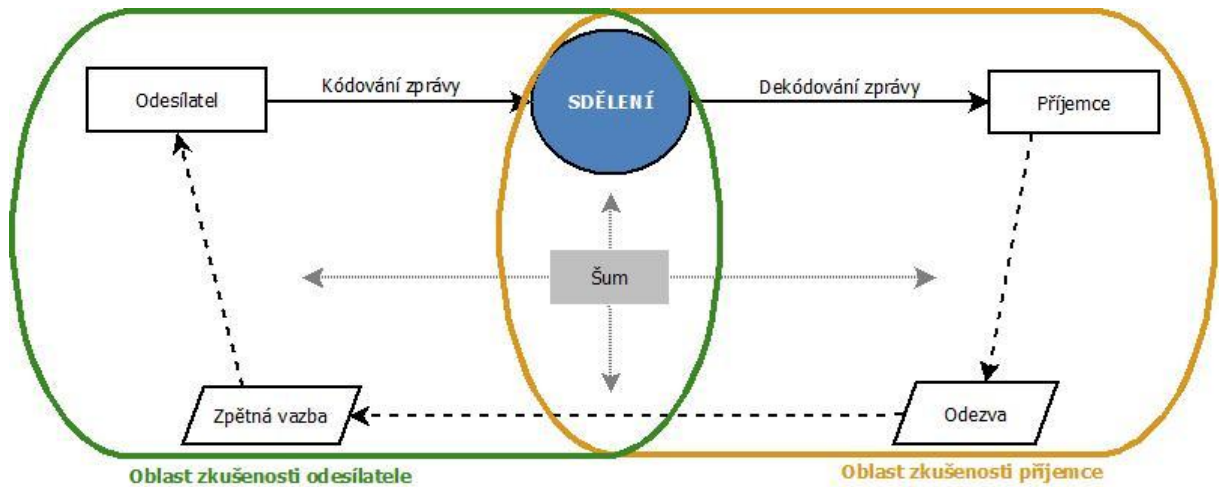 Kódování zprávy
Dekódování zprávy
Odesílatel
SDĚLENÍ
Příjemce
Šum
Zpětná vazba
Odezva
Oblast zkušenosti odesílatele
Oblast zkušenosti příjemce